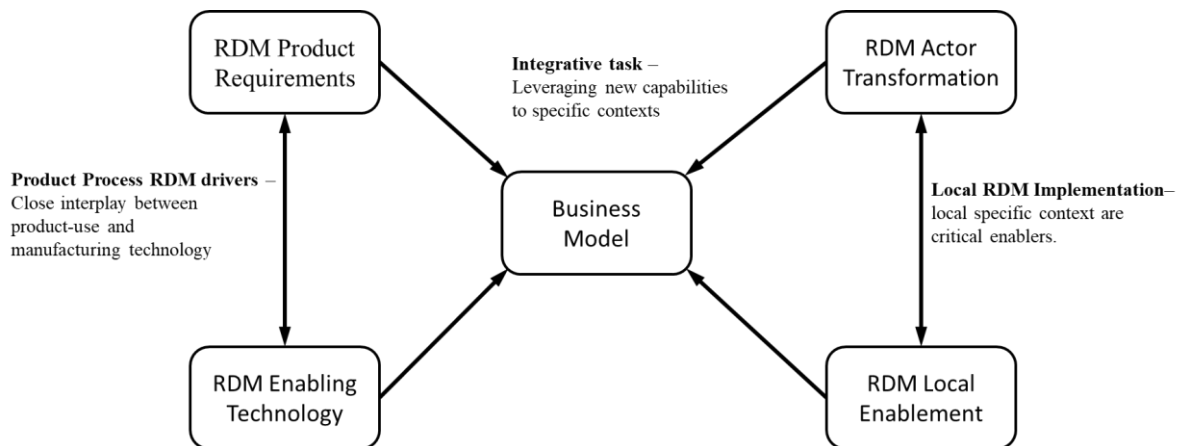 RDM Product
Requirements
Integrative task –
Leveraging new capabilities
to specific contexts
RDM Actor
Transformation
Product Process RDM drivers –
Close interplay between
product-use and
manufacturing technology
Business
Model
Local RDM Implementation–
local specific context are
critical enablers.
RDM Enabling
Technology
RDM Local
Enablement